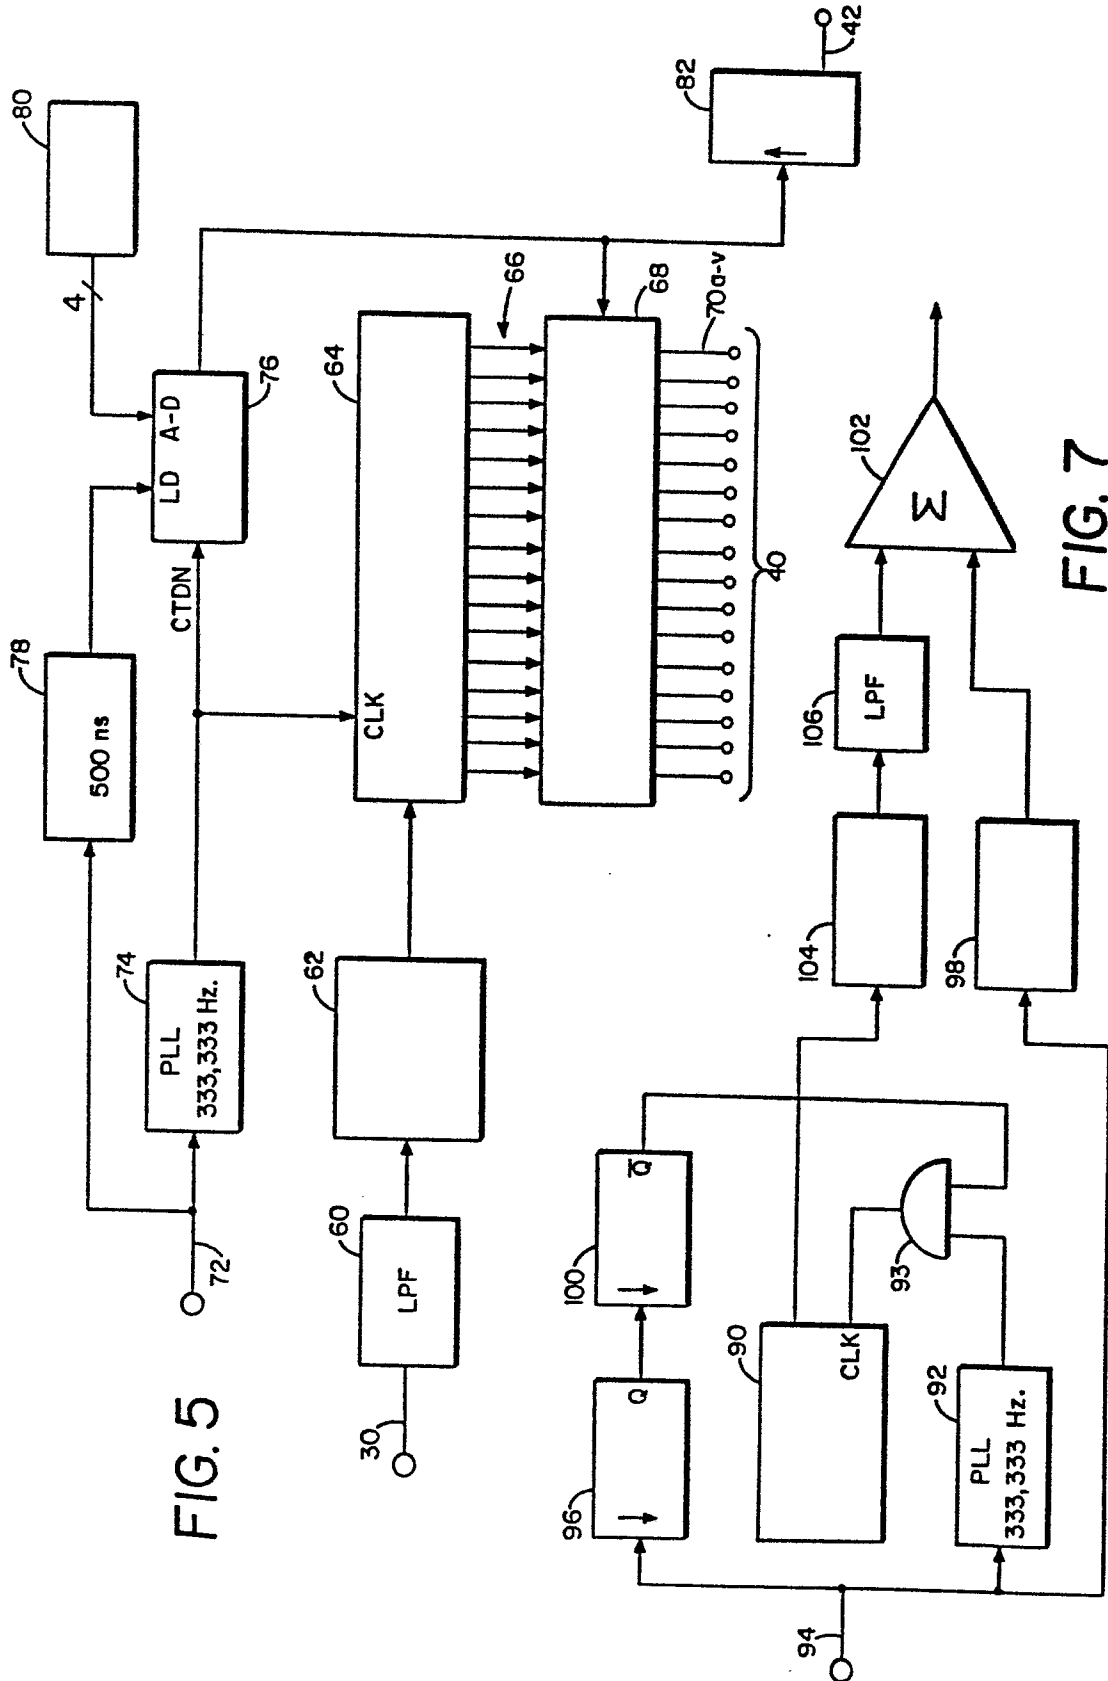 FIG. 5
72
74
PLL
333,333 Hz.
78
500 ns
CTDN
LD A-D
76
4
80
30
60
LPF
62
64
CLK
66
68
70a-v
40
82
42
FIG. 7
94
96
Q
100
Q̅
90
CLK
93
92
PLL
333,333 Hz.
104
98
106
LPF
102
Σ